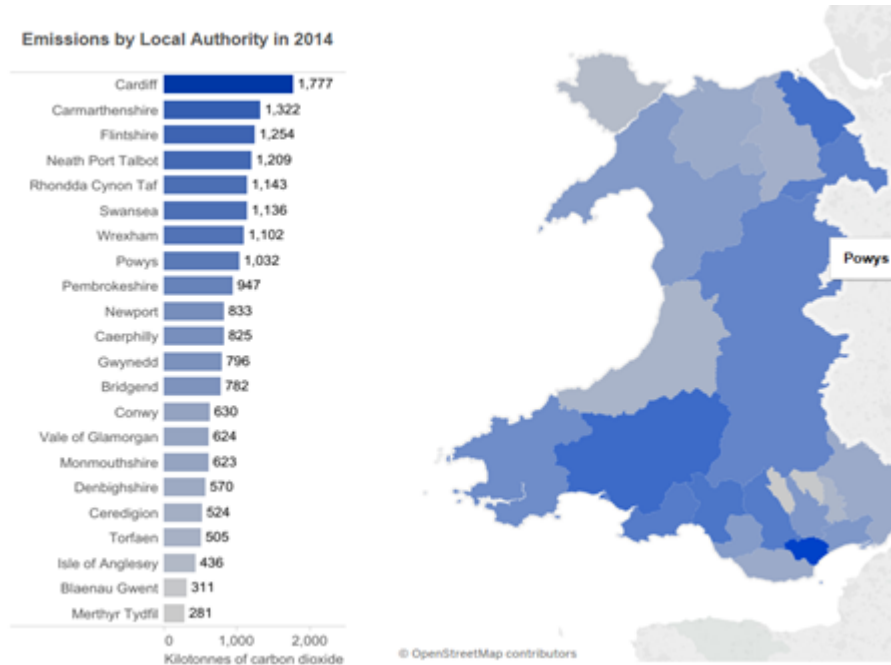 Emissions by Local Authority in 2014
Cardiff 1,777
Carmarthenshire 1,322
Flintshire 1,254
Neath Port Talbot 1,209
Rhondda Cynon Taf 1,143
Swansea 1,136
Wrexham 1,102
Powys 1,032
Pembrokeshire 947
Newport 833
Caerphilly 825
Gwynedd 796
Bridgend 782
Conwy 630
Vale of Glamorgan 624
Monmouthshire 623
Denbighshire 570
Ceredigion 524
Torfaen 505
Isle of Anglesey 436
Blaenau Gwent 311
Merthyr Tydfil 281
0 1,000 2,000
Kilotonnes of carbon dioxide
Powys
© OpenStreetMap contributors